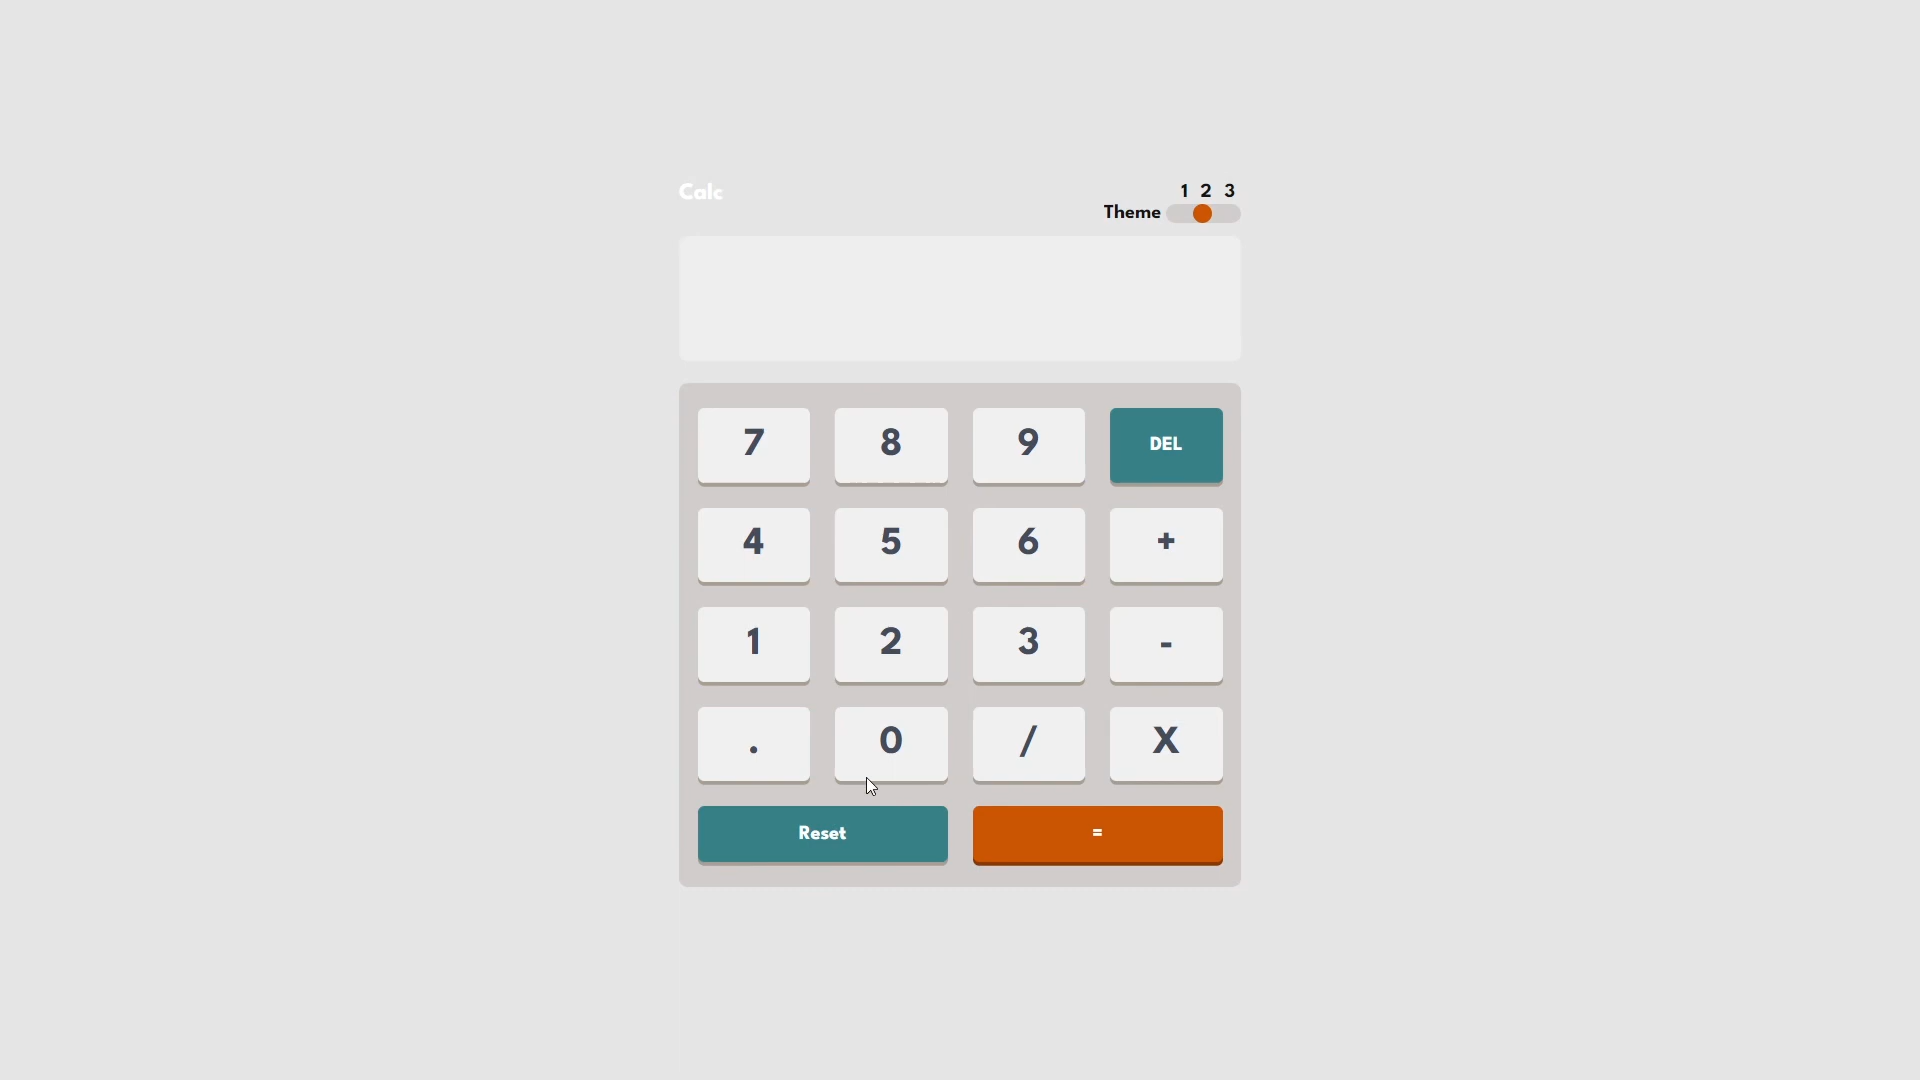 Calc
1 2 3
Theme
7 8 9 DEL
4 5 6 +
1 2 3 -
. 0 / X
Reset =